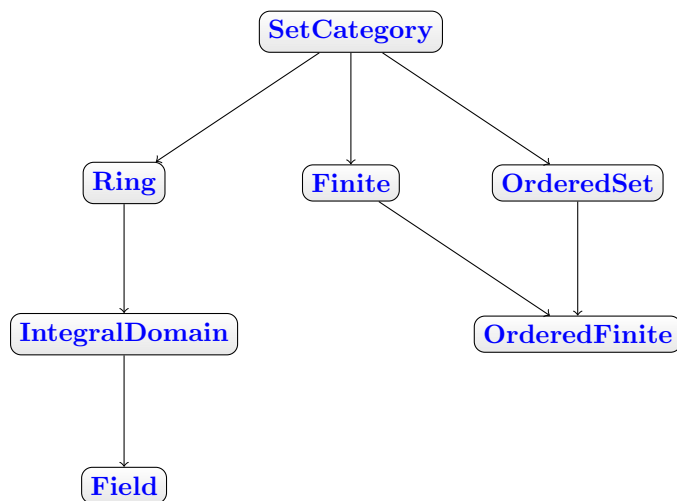 SetCategory
Ring
Finite
OrderedSet
IntegralDomain
OrderedFinite
Field